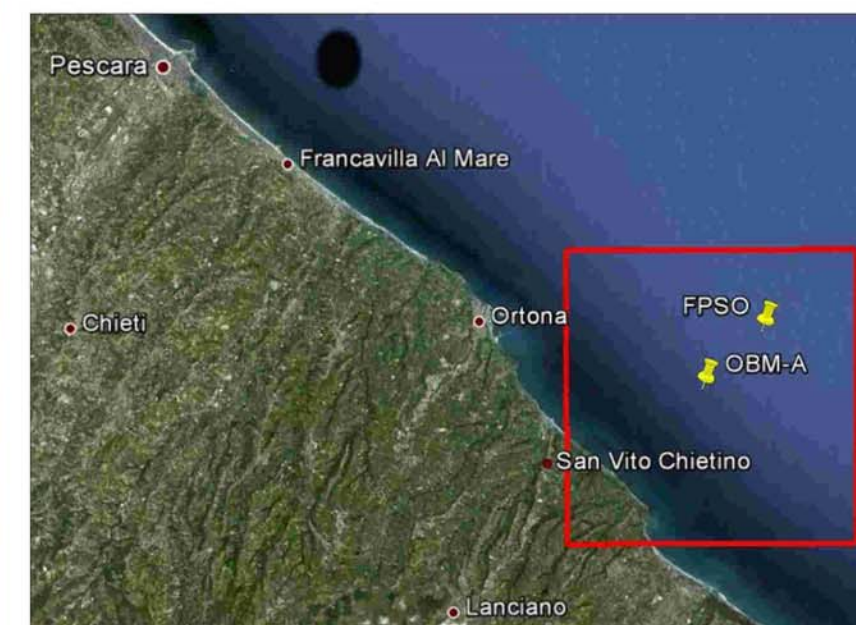 Pescara
Francavilla Al Mare
FPSO
Ortona
Chieti
OBM-A
San Vito Chietino
Lanciano